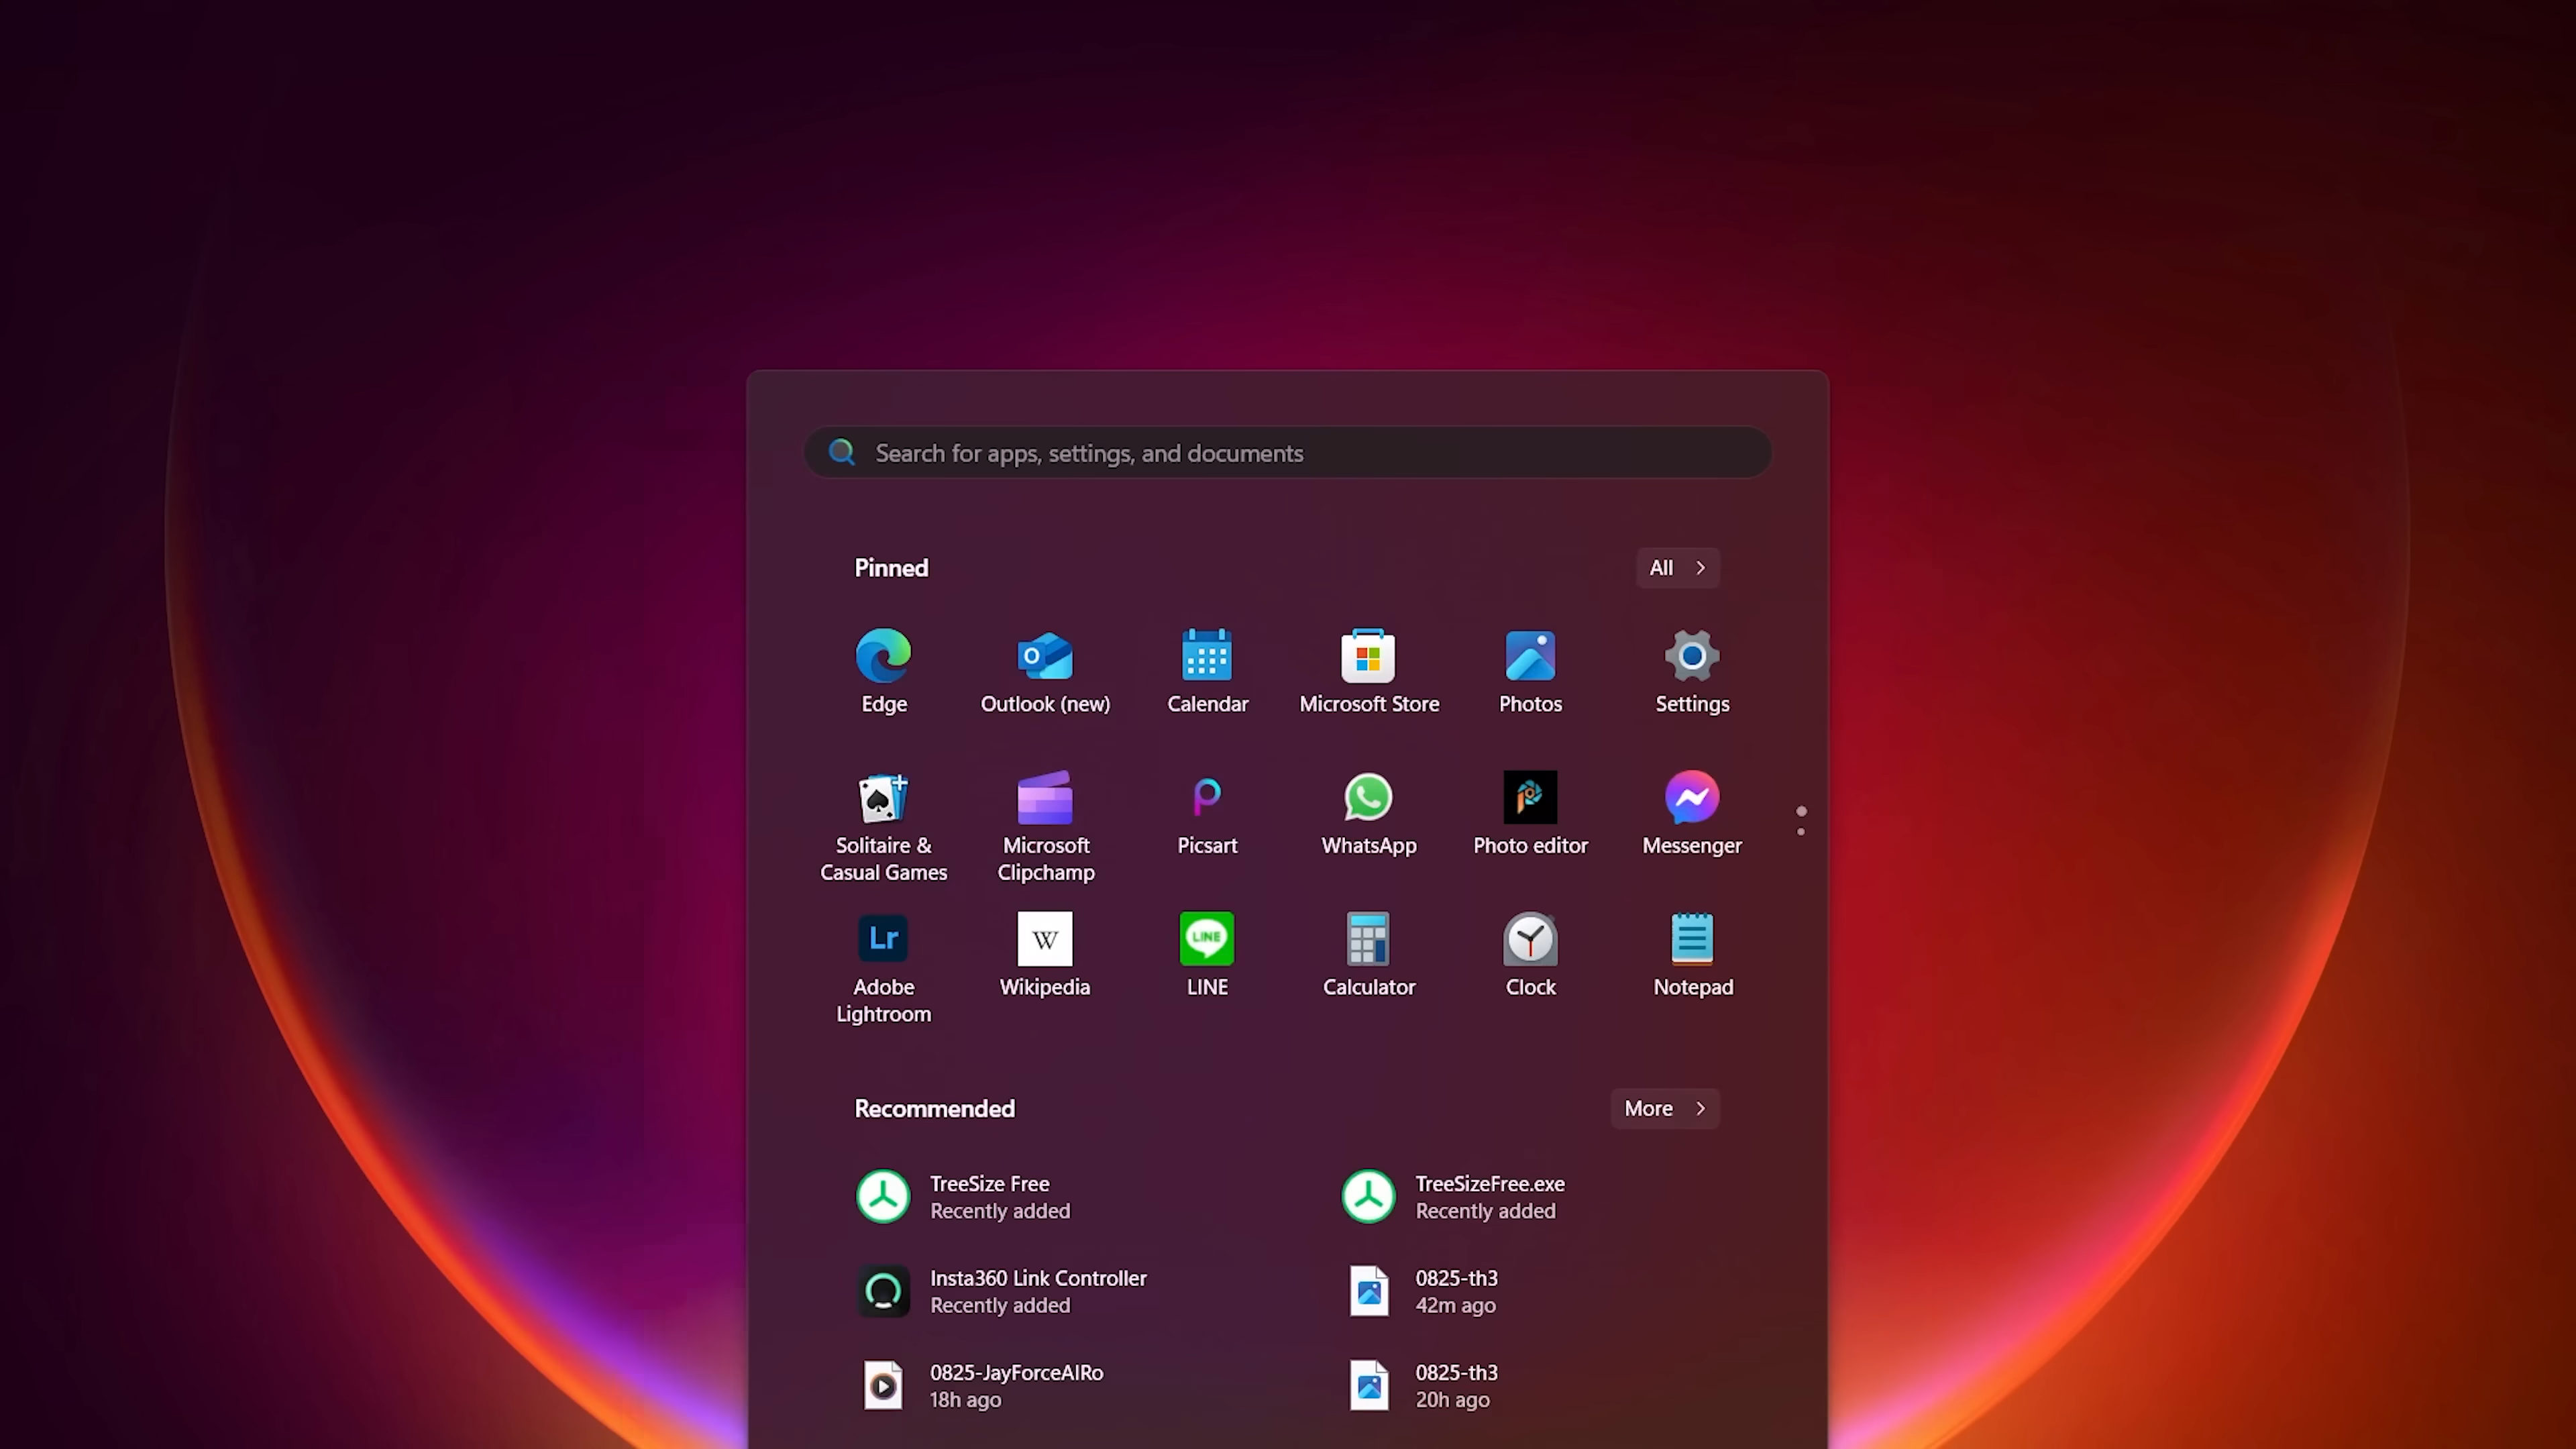 Search for apps, settings, and documents
Pinned
All
Edge
Outlook (new)
Calendar
Microsoft Store
Photos
Settings
Solitaire &
Casual Games
Microsoft
Clipchamp
Picsart
WhatsApp
Photo editor
Messenger
Lr
W
LINE
Adobe
Lightroom
Wikipedia
LINE
Calculator
Clock
Notepad
Recommended
More
TreeSize Free
Recently added
TreeSizeFree.exe
Recently added
Insta360 Link Controller
Recently added
0825-th3
42m ago
0825-JayForceAIRo
18h ago
0825-th3
20h ago